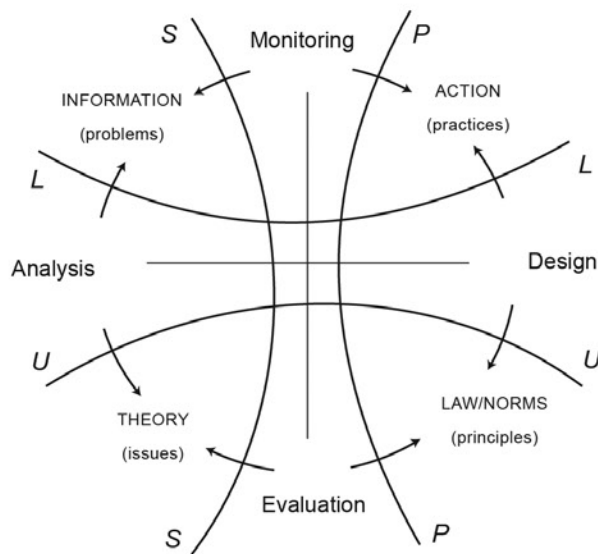 S
Monitoring
P
INFORMATION
(problems)
ACTION
(practices)
L
L
Analysis
Design
U
U
THEORY
(issues)
LAW/NORMS
(principles)
Evaluation
S
P